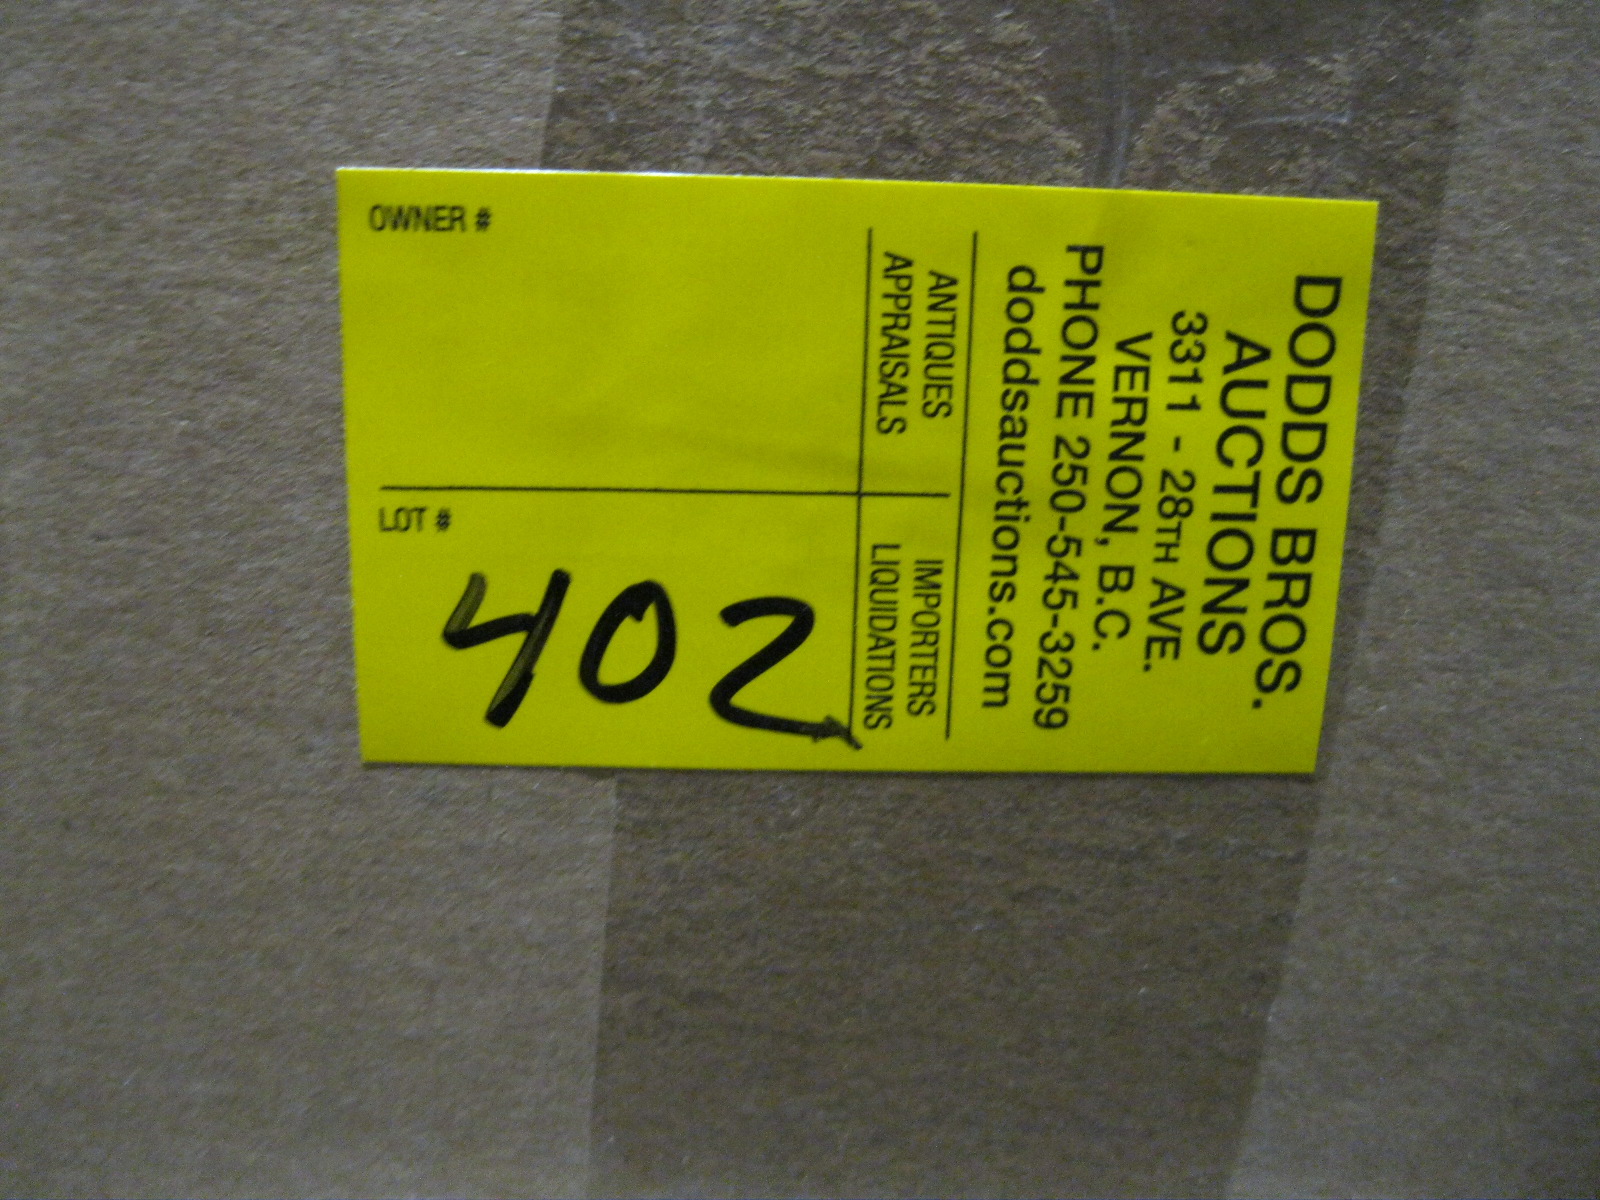 DODDS BROS.
AUCTIONS
3311 - 28TH AVE.
VERNON, B.C.
PHONE 250-545-3259
doddsauctions.com
ANTIQUES
APPRAISALS
IMPORTERS
LIQUIDATIONS
OWNER #
LOT #
402